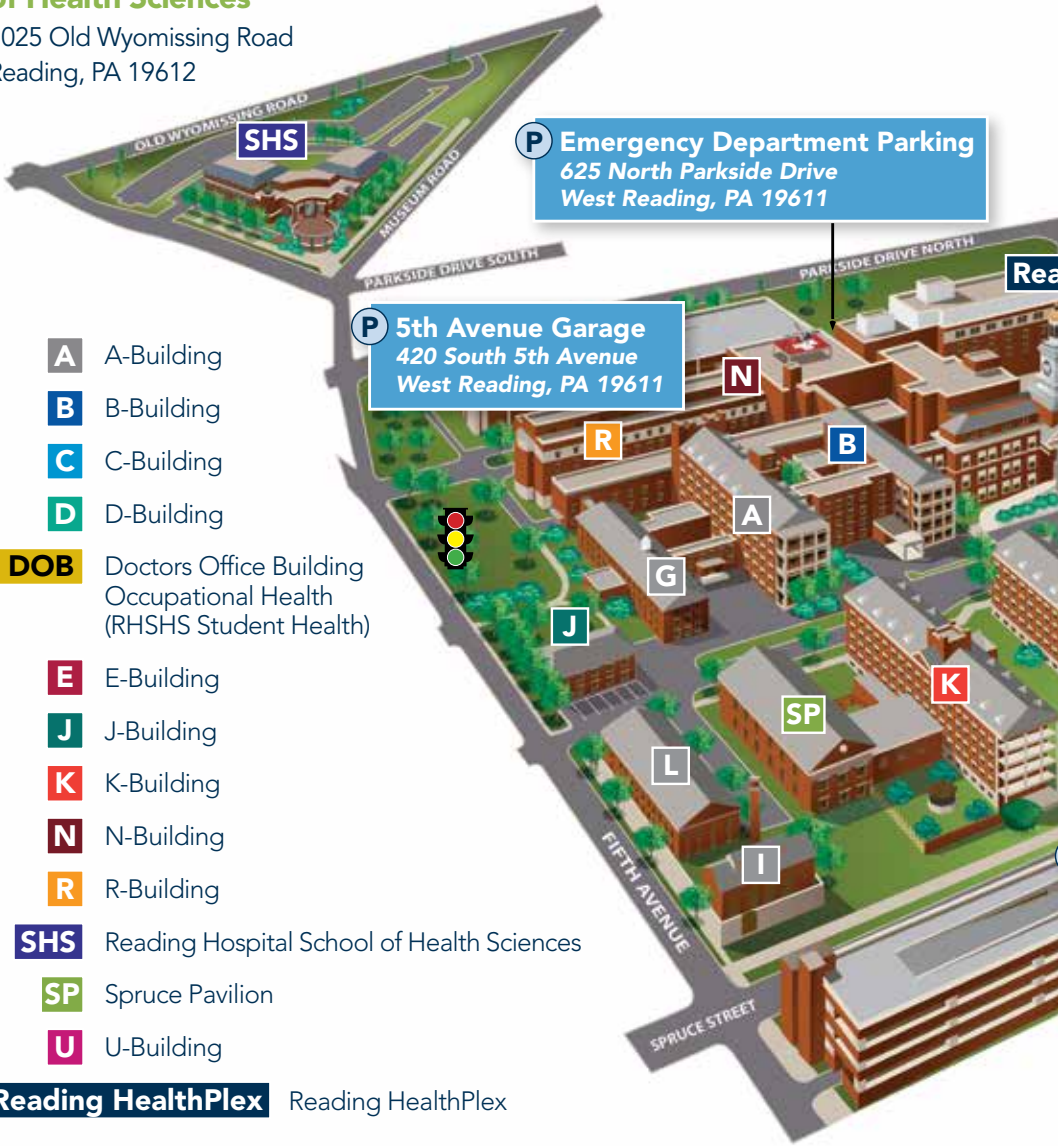 of Health Sciences
025 Old Wyomissing Road
Reading, PA 19612
OLD WYOMISSING ROAD
SHS
MUSEUM ROAD
P Emergency Department Parking
625 North Parkside Drive
West Reading, PA 19611
PARKSIDE DRIVE SOUTH
PARKSIDE DRIVE NORTH
Rea
P 5th Avenue Garage
420 South 5th Avenue
West Reading, PA 19611
N
R
B
A
G
J
K
SP
L
I
FIFTH AVENUE
SPRUCE STREET
A A-Building
B B-Building
C C-Building
D D-Building
DOB Doctors Office Building
Occupational Health
(RHSHS Student Health)
E E-Building
J J-Building
K K-Building
N N-Building
R R-Building
SHS Reading Hospital School of Health Sciences
SP Spruce Pavilion
U U-Building
Reading HealthPlex Reading HealthPlex